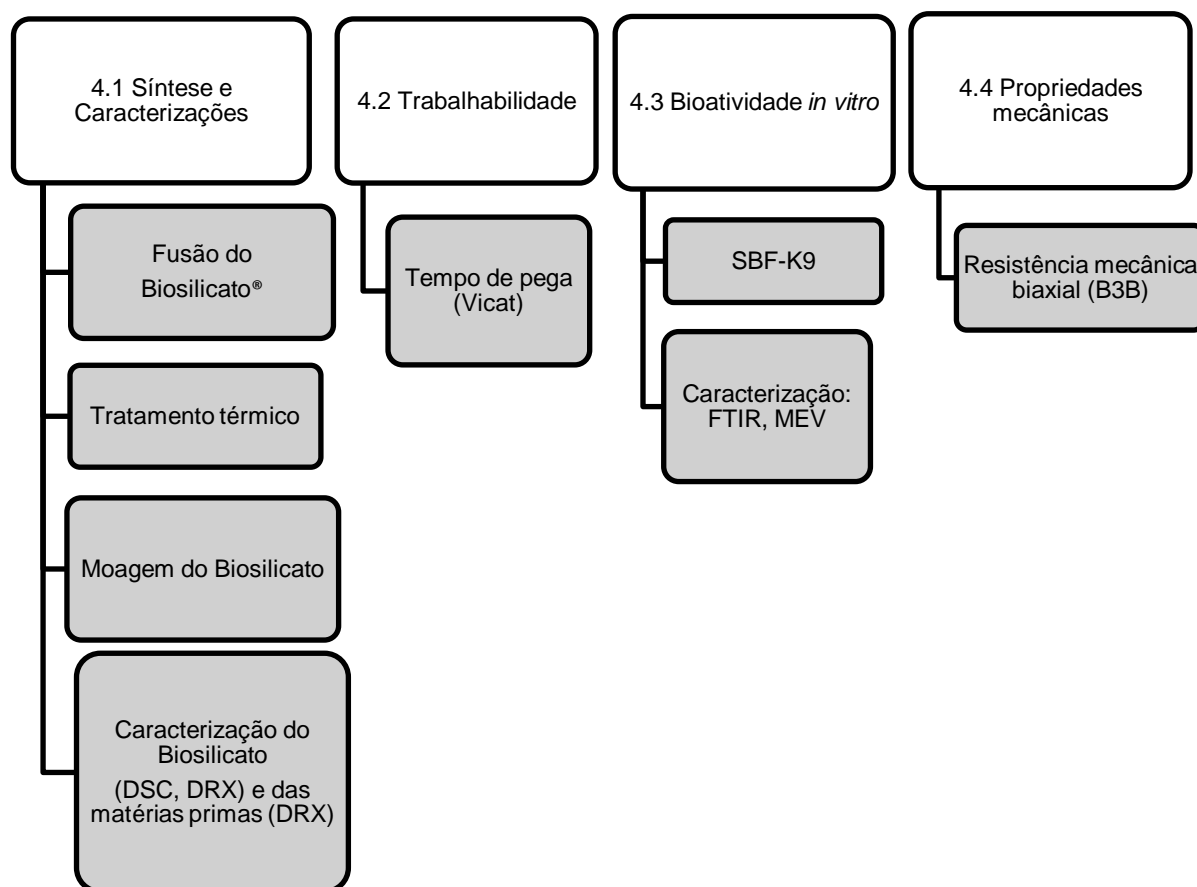 4.1 Síntese e
Caracterizações
Fusão do
Biosilicato®
Tratamento térmico
Moagem do Biosilicato
Caracterização do
Biosilicato
(DSC, DRX) e das
matérias primas (DRX)
4.2 Trabalhabilidade
Tempo de pega
(Vicat)
4.3 Bioatividade in vitro
SBF-K9
Caracterização:
FTIR, MEV
4.4 Propriedades
mecânicas
Resistência mecânica
biaxial (B3B)